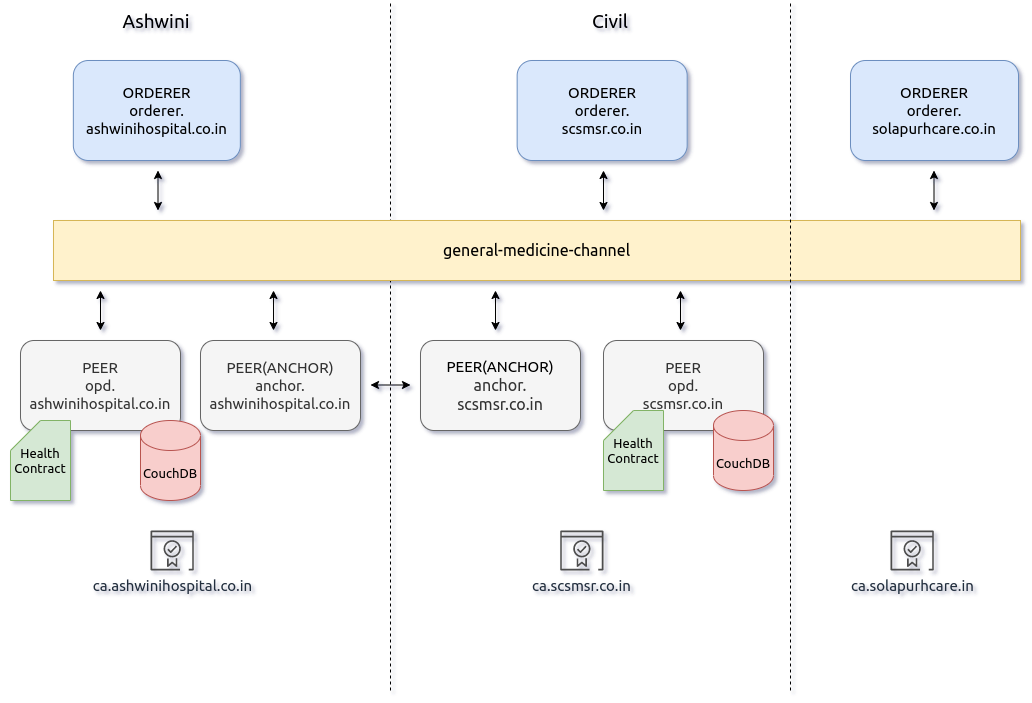 Ashwini
Civil
ORDERER
orderer.
ashwinihospital.co.in
ORDERER
orderer.
scsmsr.co.in
ORDERER
orderer.
solapurhcare.co.in
general-medicine-channel
PEER
opd.
ashwinihospital.co.in
PEER(ANCHOR)
anchor.
ashwinihospital.co.in
PEER(ANCHOR)
anchor.
scsmsr.co.in
PEER
opd.
scsmsr.co.in
Health
Contract
CouchDB
Health
Contract
CouchDB
ca.ashwinihospital.co.in
ca.scsmsr.co.in
ca.solapurhcare.in